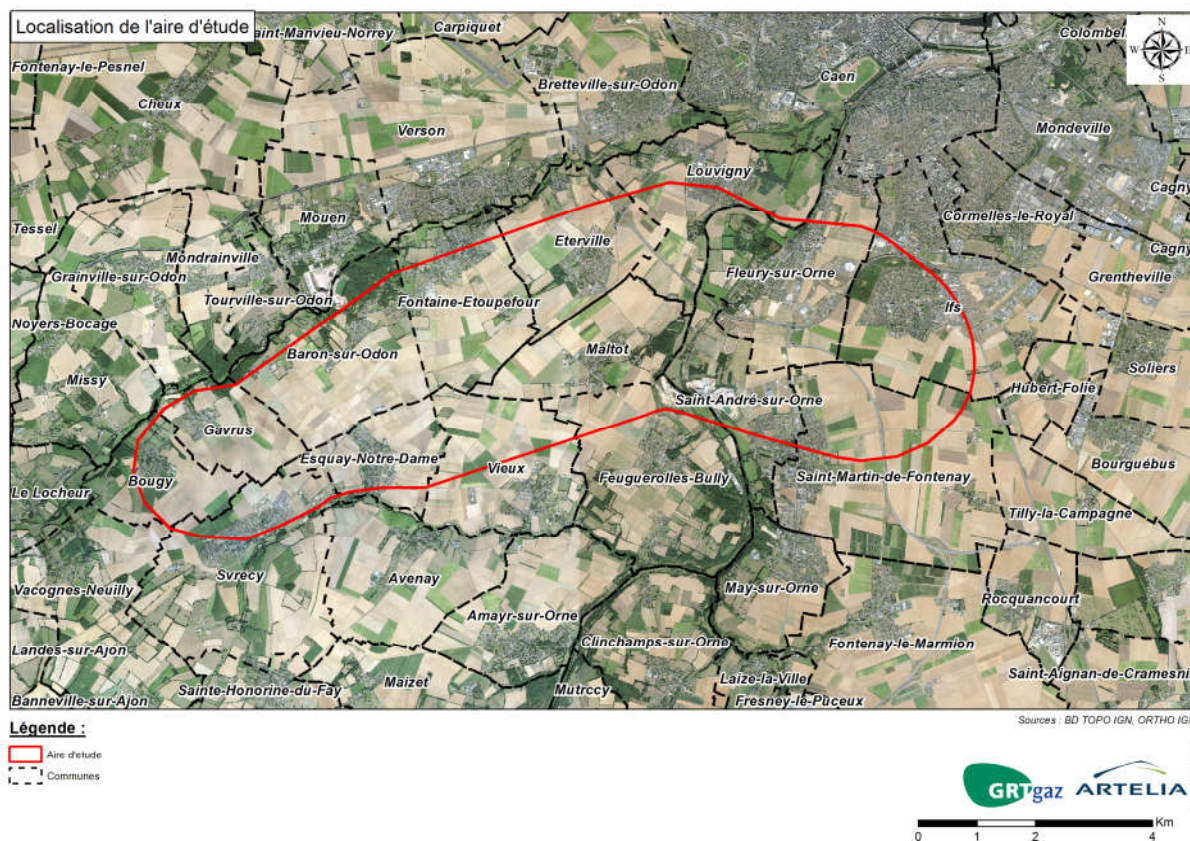 Localisation de l'aire d'étude
Saint-Manvieu-Norrey
Carpiquet
Colombel
N
W
E
S
Fontenay-le-Pesnel
Caen
Bretteville-sur-Odon
Cheux
Verson
Mondeville
Louvigny
Cagny
Mouen
Cormelles-le-Royal
Tessel
Eterville
Cagny
Mondrainville
Grainville-sur-Odon
Fleury-sur-Orne
Grentheville
Tourville-sur-Odon
Fontaine-Etoupefour
Ifs
Noyers-Bocage
Baron-sur-Odon
Maltot
Soliers
Missy
Hubert-Folie
Saint-André-sur-Orne
Gavrus
Esquay-Notre-Dame
Vieux
Bourguébus
Bougy
Feuguerolles-Bully
Saint-Martin-de-Fontenay
Le Locheur
Tilly-la-Campagne
Svrecy
Avenay
Vacognes-Neuilly
May-sur-Orne
Rocquancourt
Amayr-sur-Orne
Clinchamps-sur-Orne
Fontenay-le-Marmion
Landes-sur-Ajon
Laize-la-Ville
Saint-Aignan-de-Cramesni
Maizet
Sainte-Honorine-du-Fay
Mutrccy
Banneville-sur-Ajon
Fresney-le-Puceux
Légende :
Sources : BD TOPO IGN, ORTHO IG
Aire d'etude
Communes
GRTgaz
ARTELIA
Km
0 1 2 4